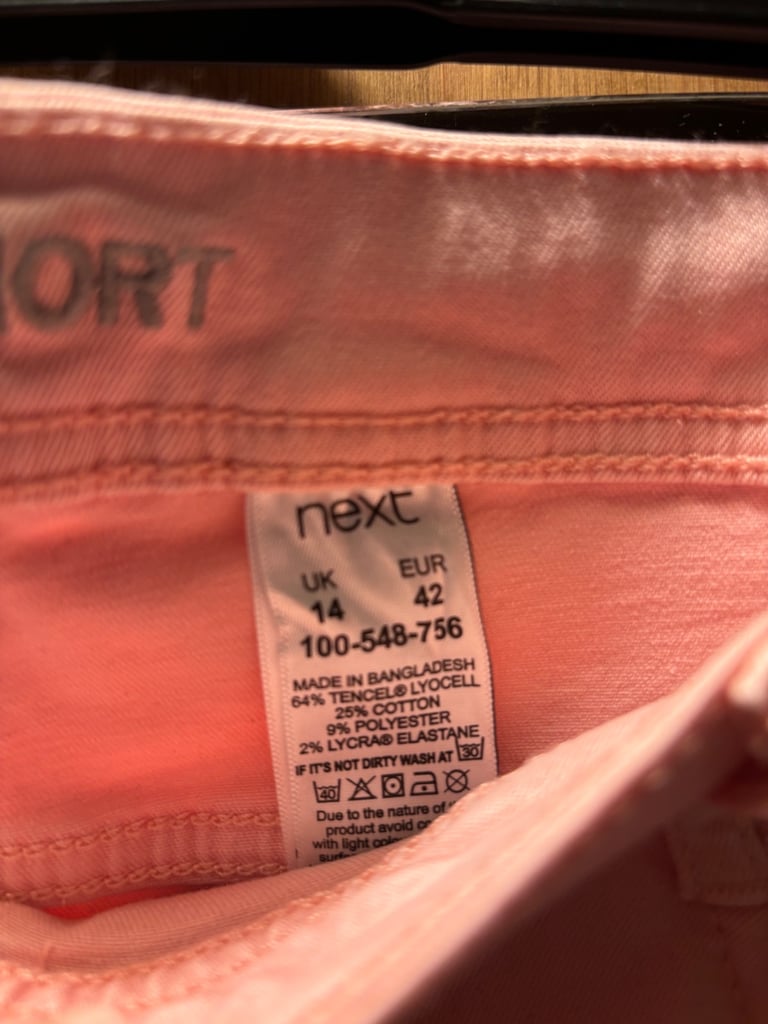 next
UK EUR
14 42
100-548-756
MADE IN BANGLADESH
64% TENCEL® LYOCELL
25% COTTON
9% POLYESTER
2% LYCRA® ELASTANE
IF IT'S NOT DIRTY WASH AT 30
40
Due to the nature of
product avoid
with light